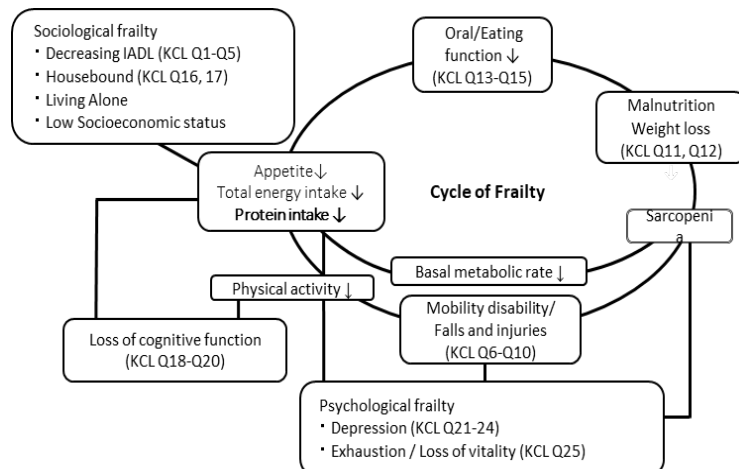 Sociological frailty
・Decreasing IADL (KCL Q1-Q5)
・Housebound (KCL Q16, 17)
・Living Alone
・Low Socioeconomic status
Oral/Eating
function ↓
(KCL Q13-Q15)
Malnutrition
Weight loss
(KCL Q11, Q12)
Appetite↓
Total energy intake ↓
Protein intake ↓
Cycle of Frailty
Sarcopeni
a
Basal metabolic rate ↓
Physical activity ↓
Mobility disability/
Falls and injuries
(KCL Q6-Q10)
Loss of cognitive function
(KCL Q18-Q20)
Psychological frailty
・Depression (KCL Q21-24)
・Exhaustion / Loss of vitality (KCL Q25)